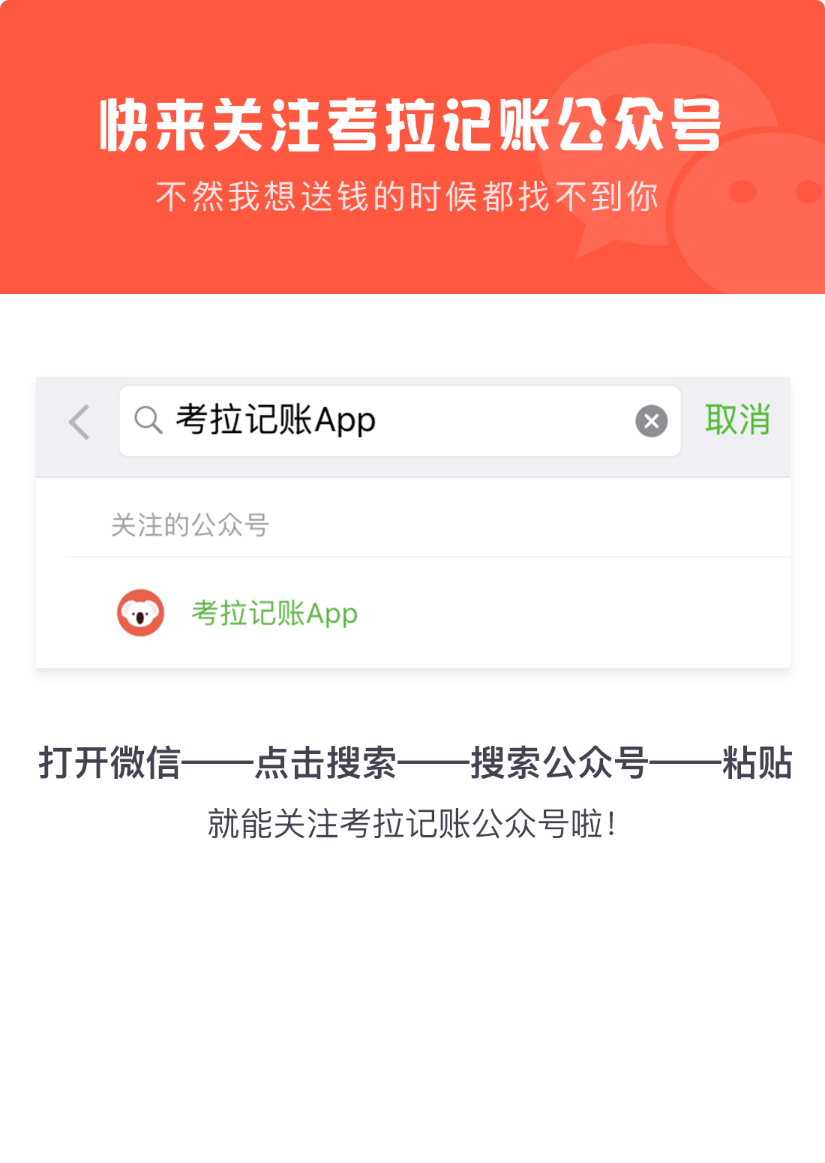 快来关注考拉记账公众号
不然我想送钱的时候都找不到你
考拉记账App
取消
关注的公众号
考拉记账App
打开微信——点击搜索——搜索公众号——粘贴
就能关注考拉记账公众号啦！